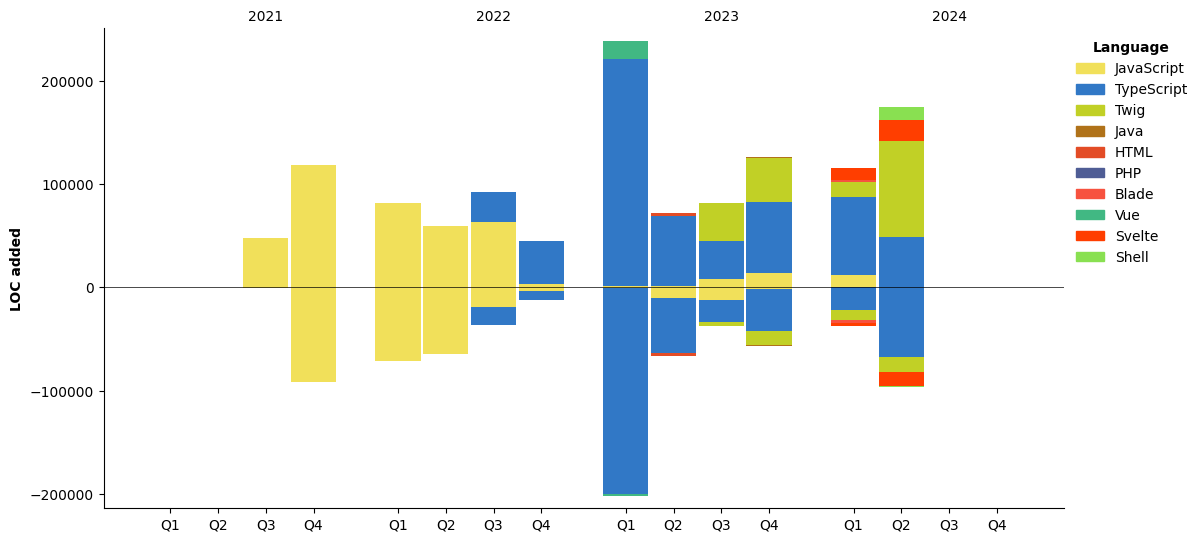 2021 2022 2023 2024
Language
JavaScript
TypeScript
Twig
Java
HTML
PHP
Blade
Vue
Svelte
Shell
LOC added
200000
100000
0
−100000
−200000
Q1 Q2 Q3 Q4 Q1 Q2 Q3 Q4 Q1 Q2 Q3 Q4 Q1 Q2 Q3 Q4